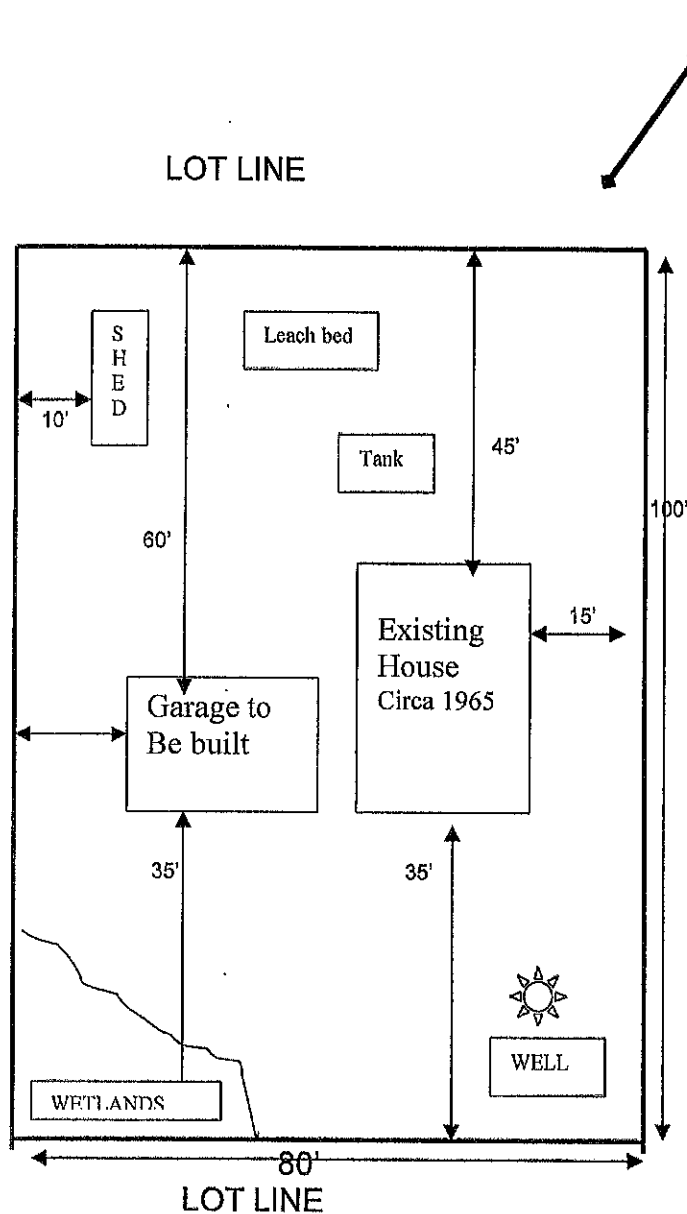 LOT LINE
S
H
E
D
Leach bed
10'
Tank
45'
100'
60'
Existing
House
Circa 1965
15'
Garage to
Be built
35'
35'
WELL
WETLANDS
80'
LOT LINE